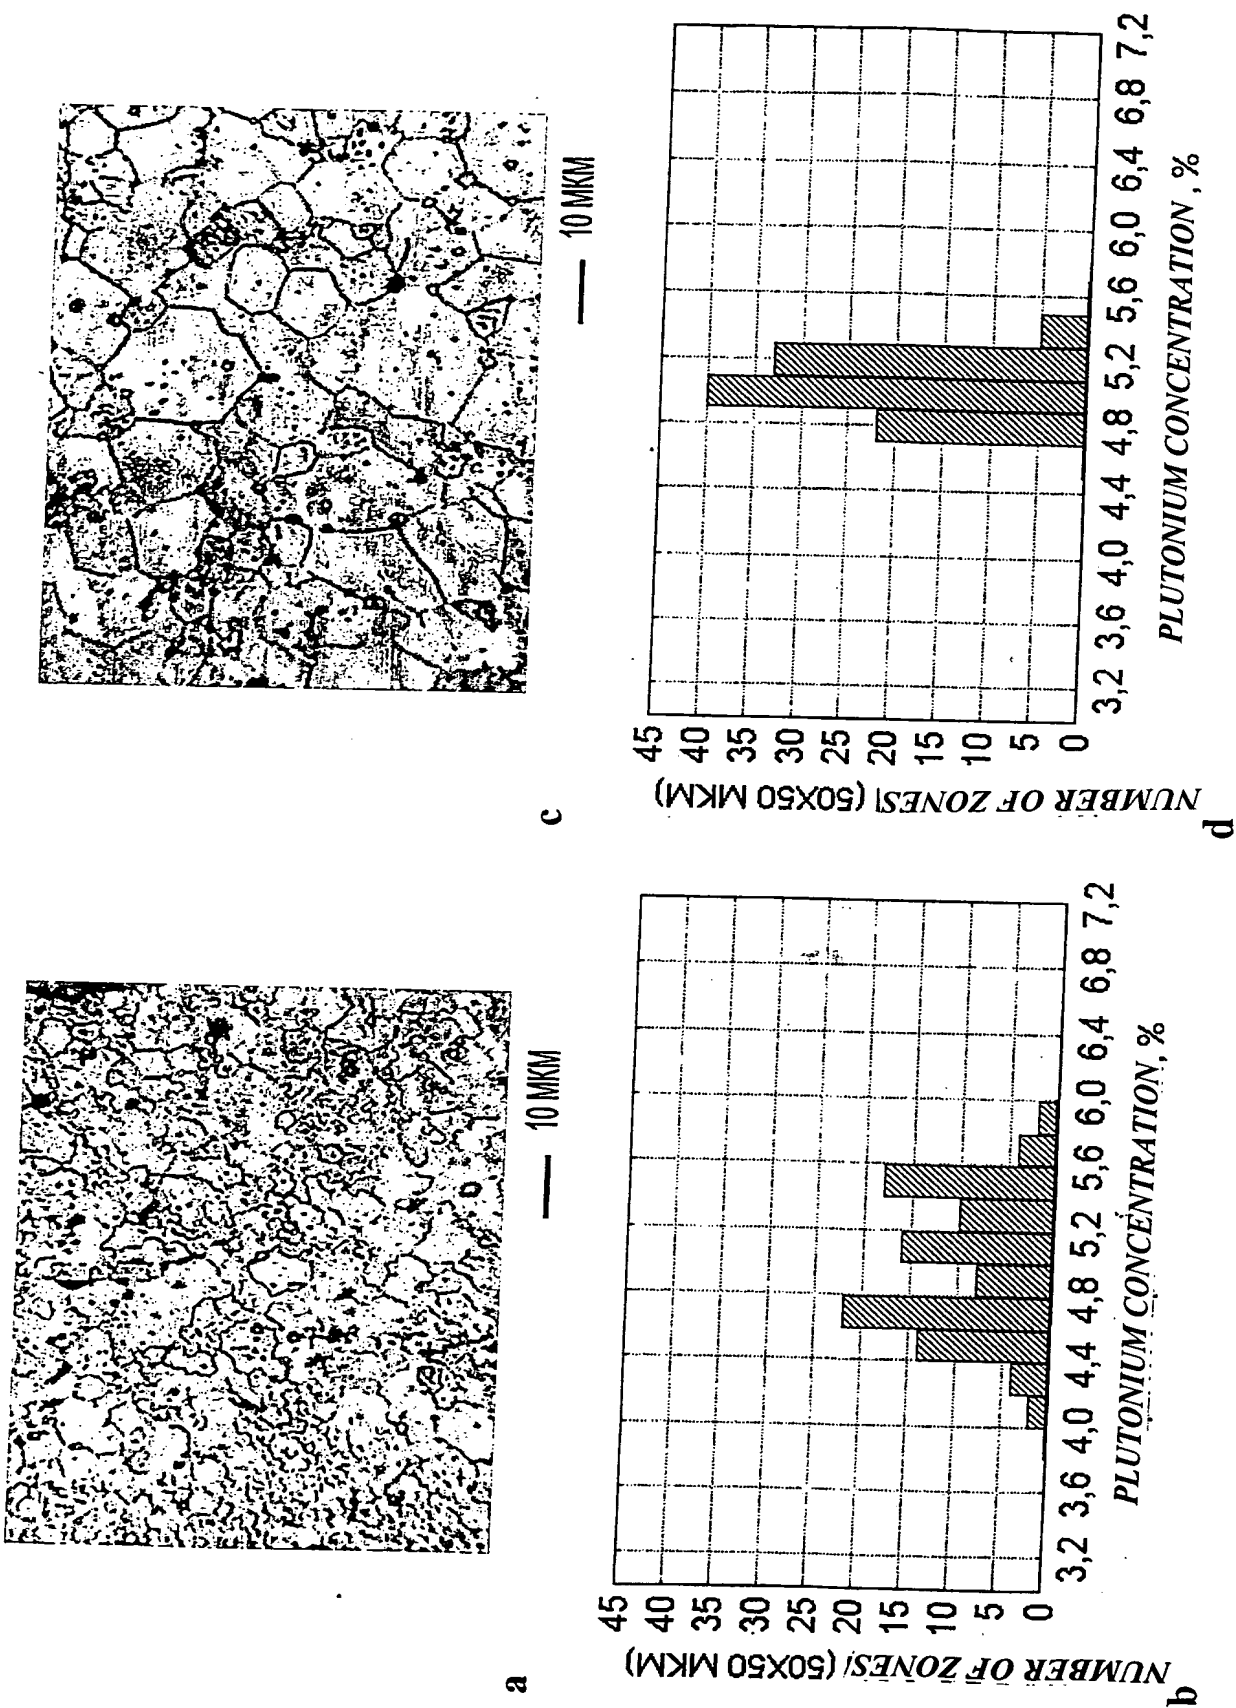 a
10 MKM
NUMBER OF ZONES (50X50 MKM)
45
40
35
30
25
20
15
10
5
0
3,2 3,6 4,0 4,4 4,8 5,2 5,6 6,0 6,4 6,8 7,2
PLUTONIUM CONCENTRATION, %
b
c
10 MKM
NUMBER OF ZONES (50X50 MKM)
45
40
35
30
25
20
15
10
5
0
3,2 3,6 4,0 4,4 4,8 5,2 5,6 6,0 6,4 6,8 7,2
PLUTONIUM CONCENTRATION , %
d